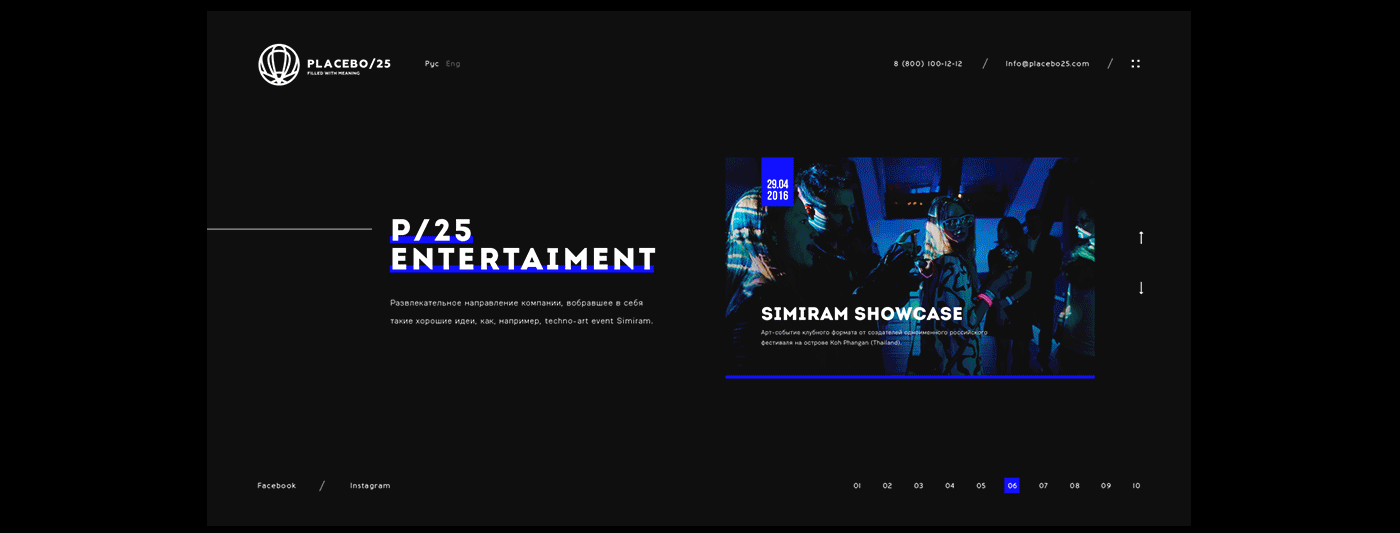 PLACEBO/25
FILLED WITH MEANING
Рус Eng
8 (800) 100-12-12 / Info@placebo25.com /
P/25
ENTERTAIMENT
Развлекательное направление компании, вобравшее в себя
такие хорошие идеи, как, например, techno-art event Simiram.
29.04
2016
SIMIRAM SHOWCASE
Арт-событие клубного формата от создателей одноименного российского
фестиваля на острове Koh Phangan (Thailand).
Facebook / Instagram
01 02 03 04 05 06 07 08 09 10